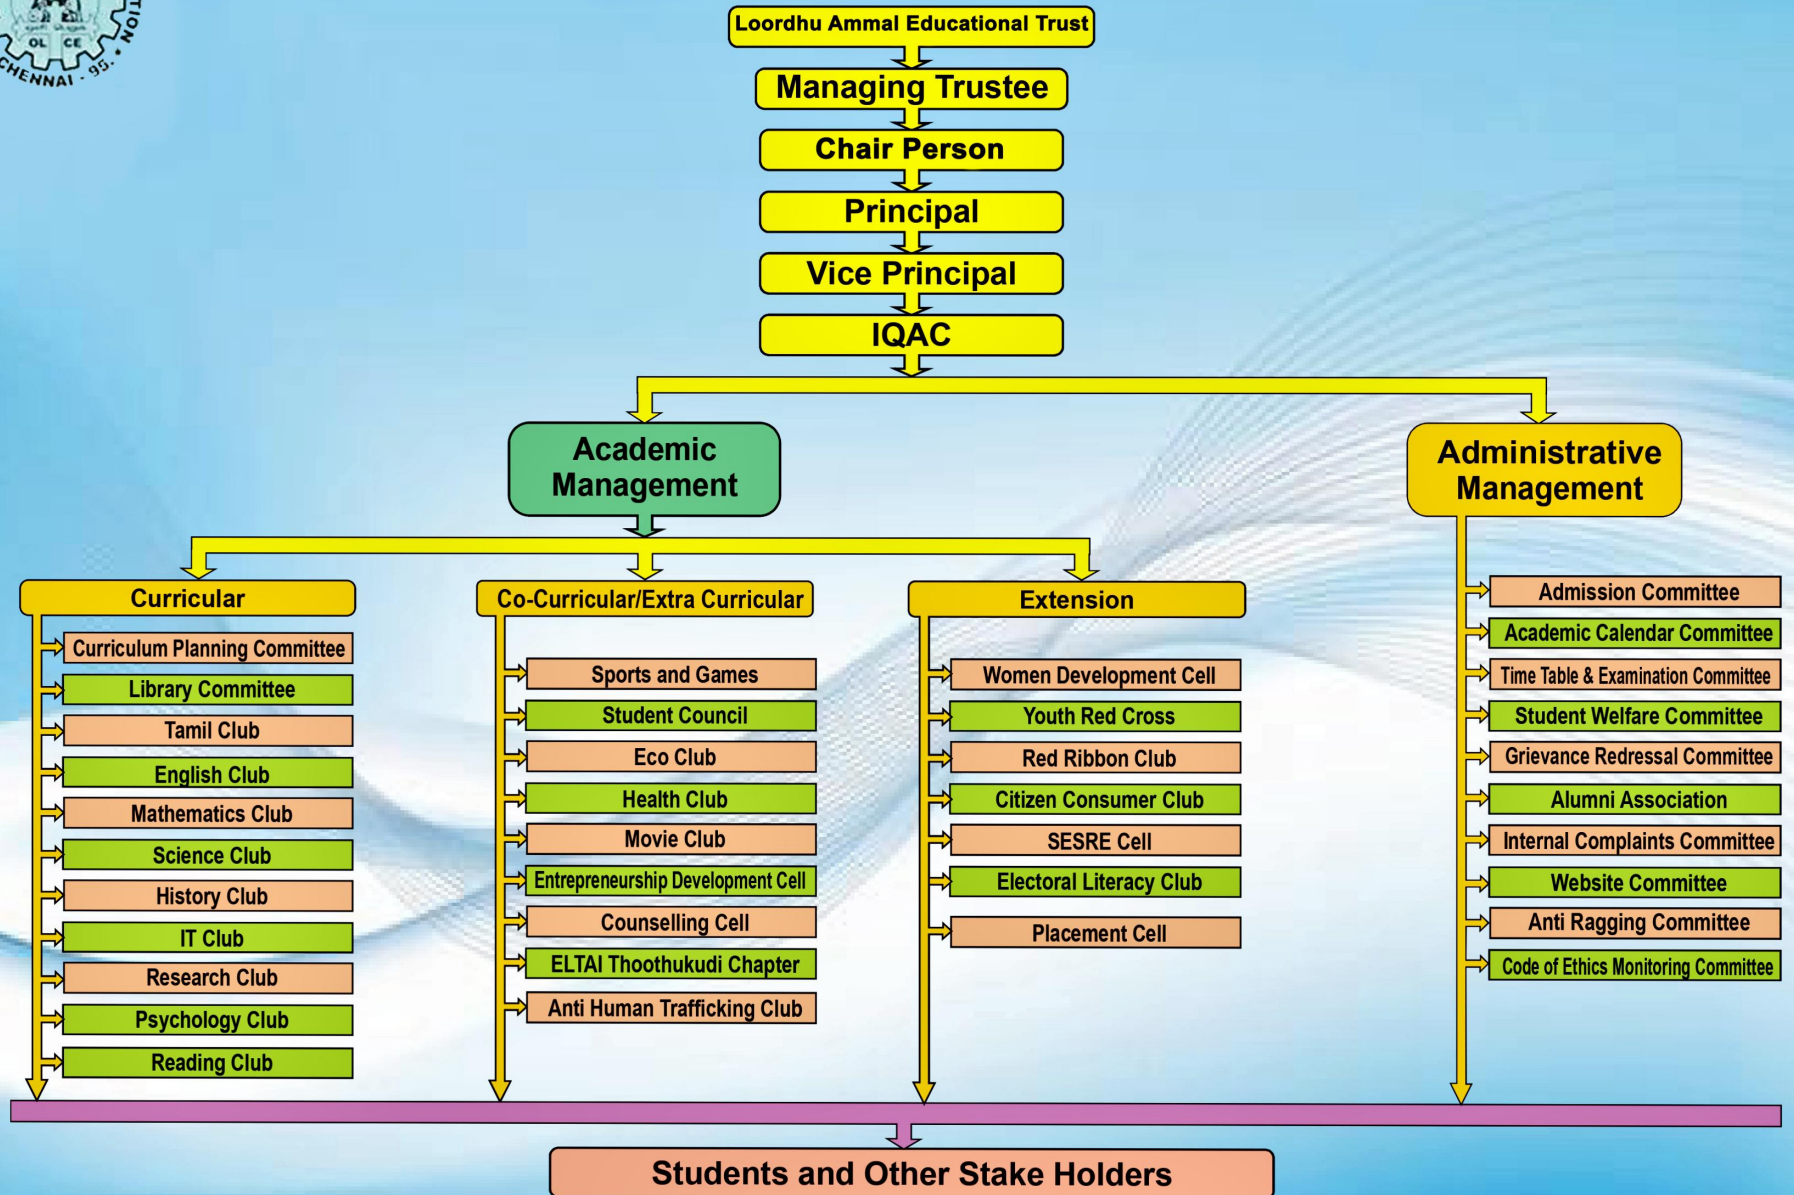 OL CE
CHENNAI - 95.
TION
Loordhu Ammal Educational Trust
Managing Trustee
Chair Person
Principal
Vice Principal
IQAC
Academic
Management
Administrative
Management
Curricular
Curriculum Planning Committee
Library Committee
Tamil Club
English Club
Mathematics Club
Science Club
History Club
IT Club
Research Club
Psychology Club
Reading Club
Co-Curricular/Extra Curricular
Sports and Games
Student Council
Eco Club
Health Club
Movie Club
Entrepreneurship Development Cell
Counselling Cell
ELTAI Thoothukudi Chapter
Anti Human Trafficking Club
Extension
Women Development Cell
Youth Red Cross
Red Ribbon Club
Citizen Consumer Club
SESRE Cell
Electoral Literacy Club
Placement Cell
Admission Committee
Academic Calendar Committee
Time Table & Examination Committee
Student Welfare Committee
Grievance Redressal Committee
Alumni Association
Internal Complaints Committee
Website Committee
Anti Ragging Committee
Code of Ethics Monitoring Committee
Students and Other Stake Holders